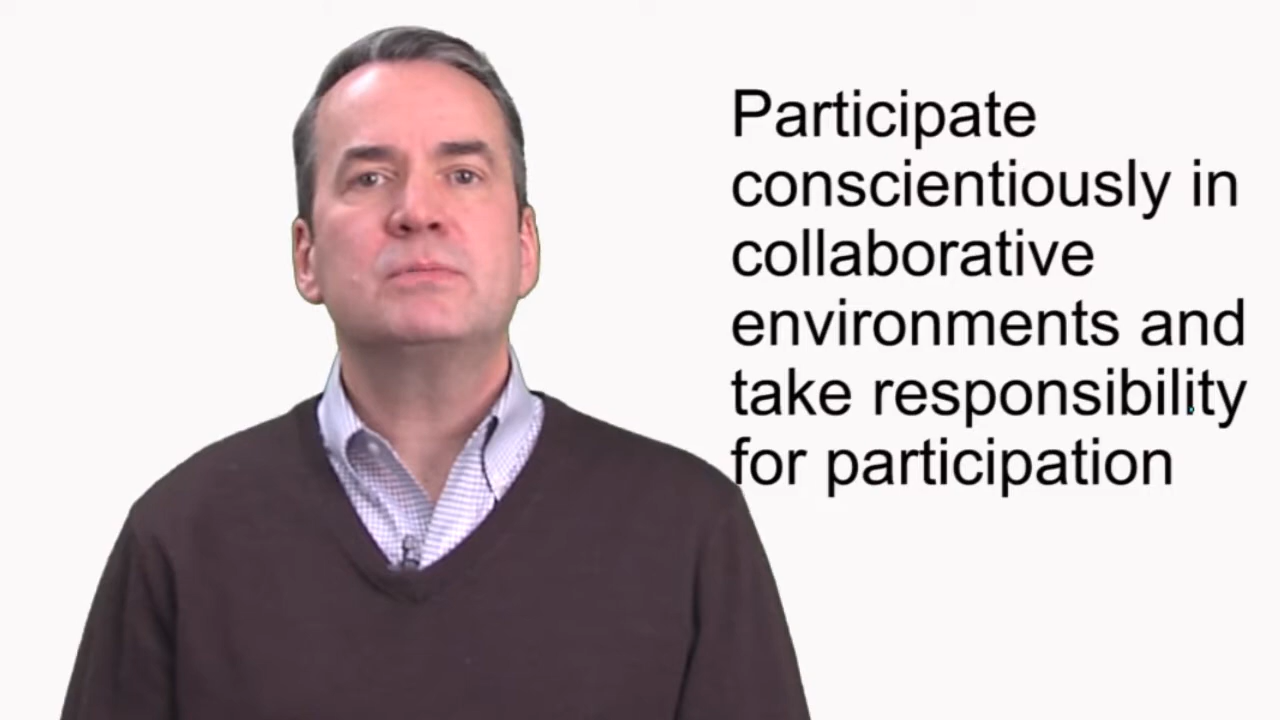 Participate
conscientiously in
collaborative
environments and
take responsibility
for participation